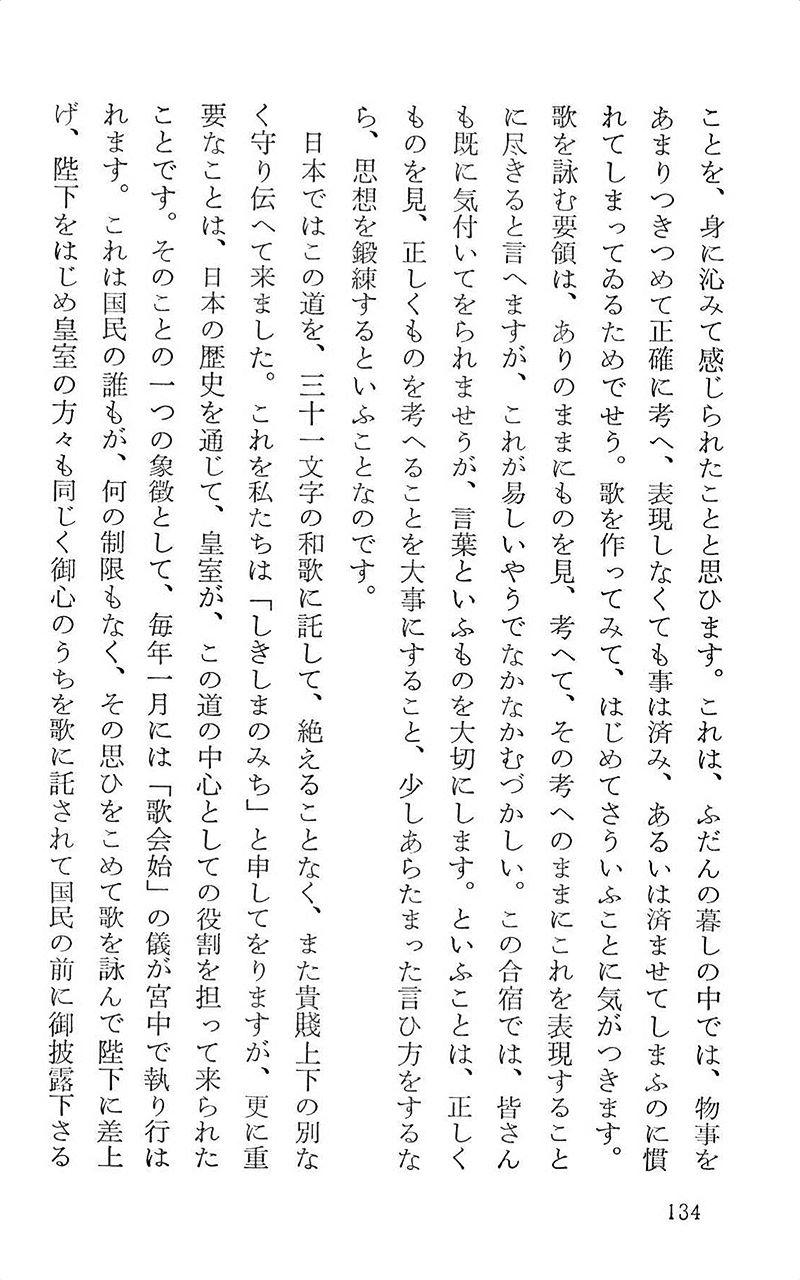 ことを、身に沁みて感じられたことと思ひます。これは、ふだんの暮しの中では、物事を
あまりつきつめて正確に考へ、表現しなくても事は済み、あるいは済ませてしまふのに慣
れてしまってゐるためでせう。歌を作ってみて、はじめてさういふことに気がつきます。
歌を詠む要領は、ありのままにものを見、考へて、その考へのままにこれを表現すること
に尽きると言へますが、これが易しいやうでなかなかむづかしい。この合宿では、皆さん
も既に気付いてをられませうが、言葉といふものを大切にします。といふことは、正しく
ものを見、正しくものを考へることを大事にすること、少しあらたまった言ひ方をするな
ら、思想を鍛練するといふことなのです。
日本ではこの道を、三十一文字の和歌に託して、絶えることなく、また貴賤上下の別な
く守り伝へて来ました。これを私たちは「しきしまのみち」と申してをりますが、更に重
要なことは、日本の歴史を通じて、皇室が、この道の中心としての役割を担って来られた
ことです。そのことの一つの象徴として、毎年一月には「歌会始」の儀が宮中で執り行は
れます。これは国民の誰もが、何の制限もなく、その思ひをこめて歌を詠んで陛下に差上
げ、陛下をはじめ皇室の方々も同じく御心のうちを歌に託されて国民の前に御披露下さる
134